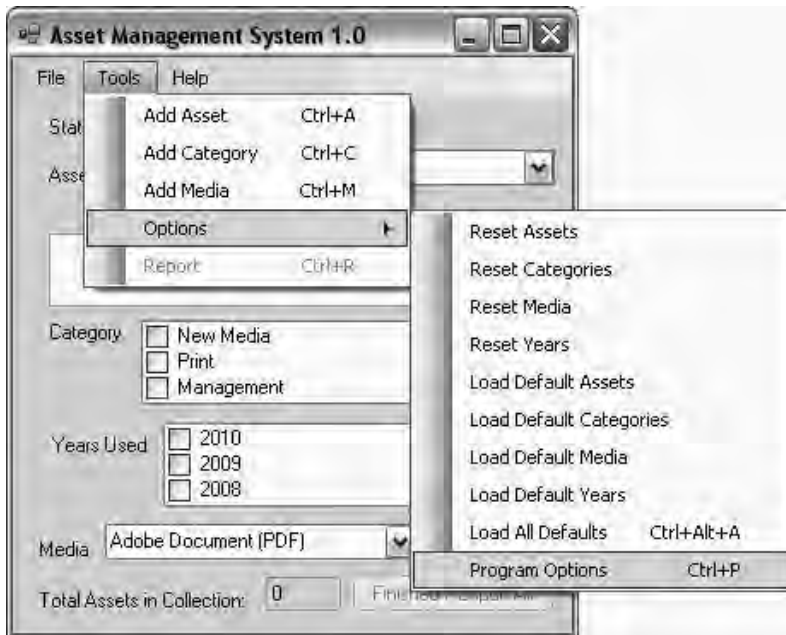 Asset Management System 1.0
File Tools Help
Add Asset Ctrl+A
Add Category Ctrl+C
Add Media Ctrl+M
Options
Report Ctrl+R
Reset Assets
Reset Categories
Reset Media
Reset Years
Load Default Assets
Load Default Categories
Load Default Media
Load Default Years
Load All Defaults Ctrl+Alt+A
Program Options Ctrl+P
Stat
Asse
Category
New Media
Print
Management
Years Used
2010
2009
2008
Media Adobe Document (PDF)
Total Assets in Collection: 0